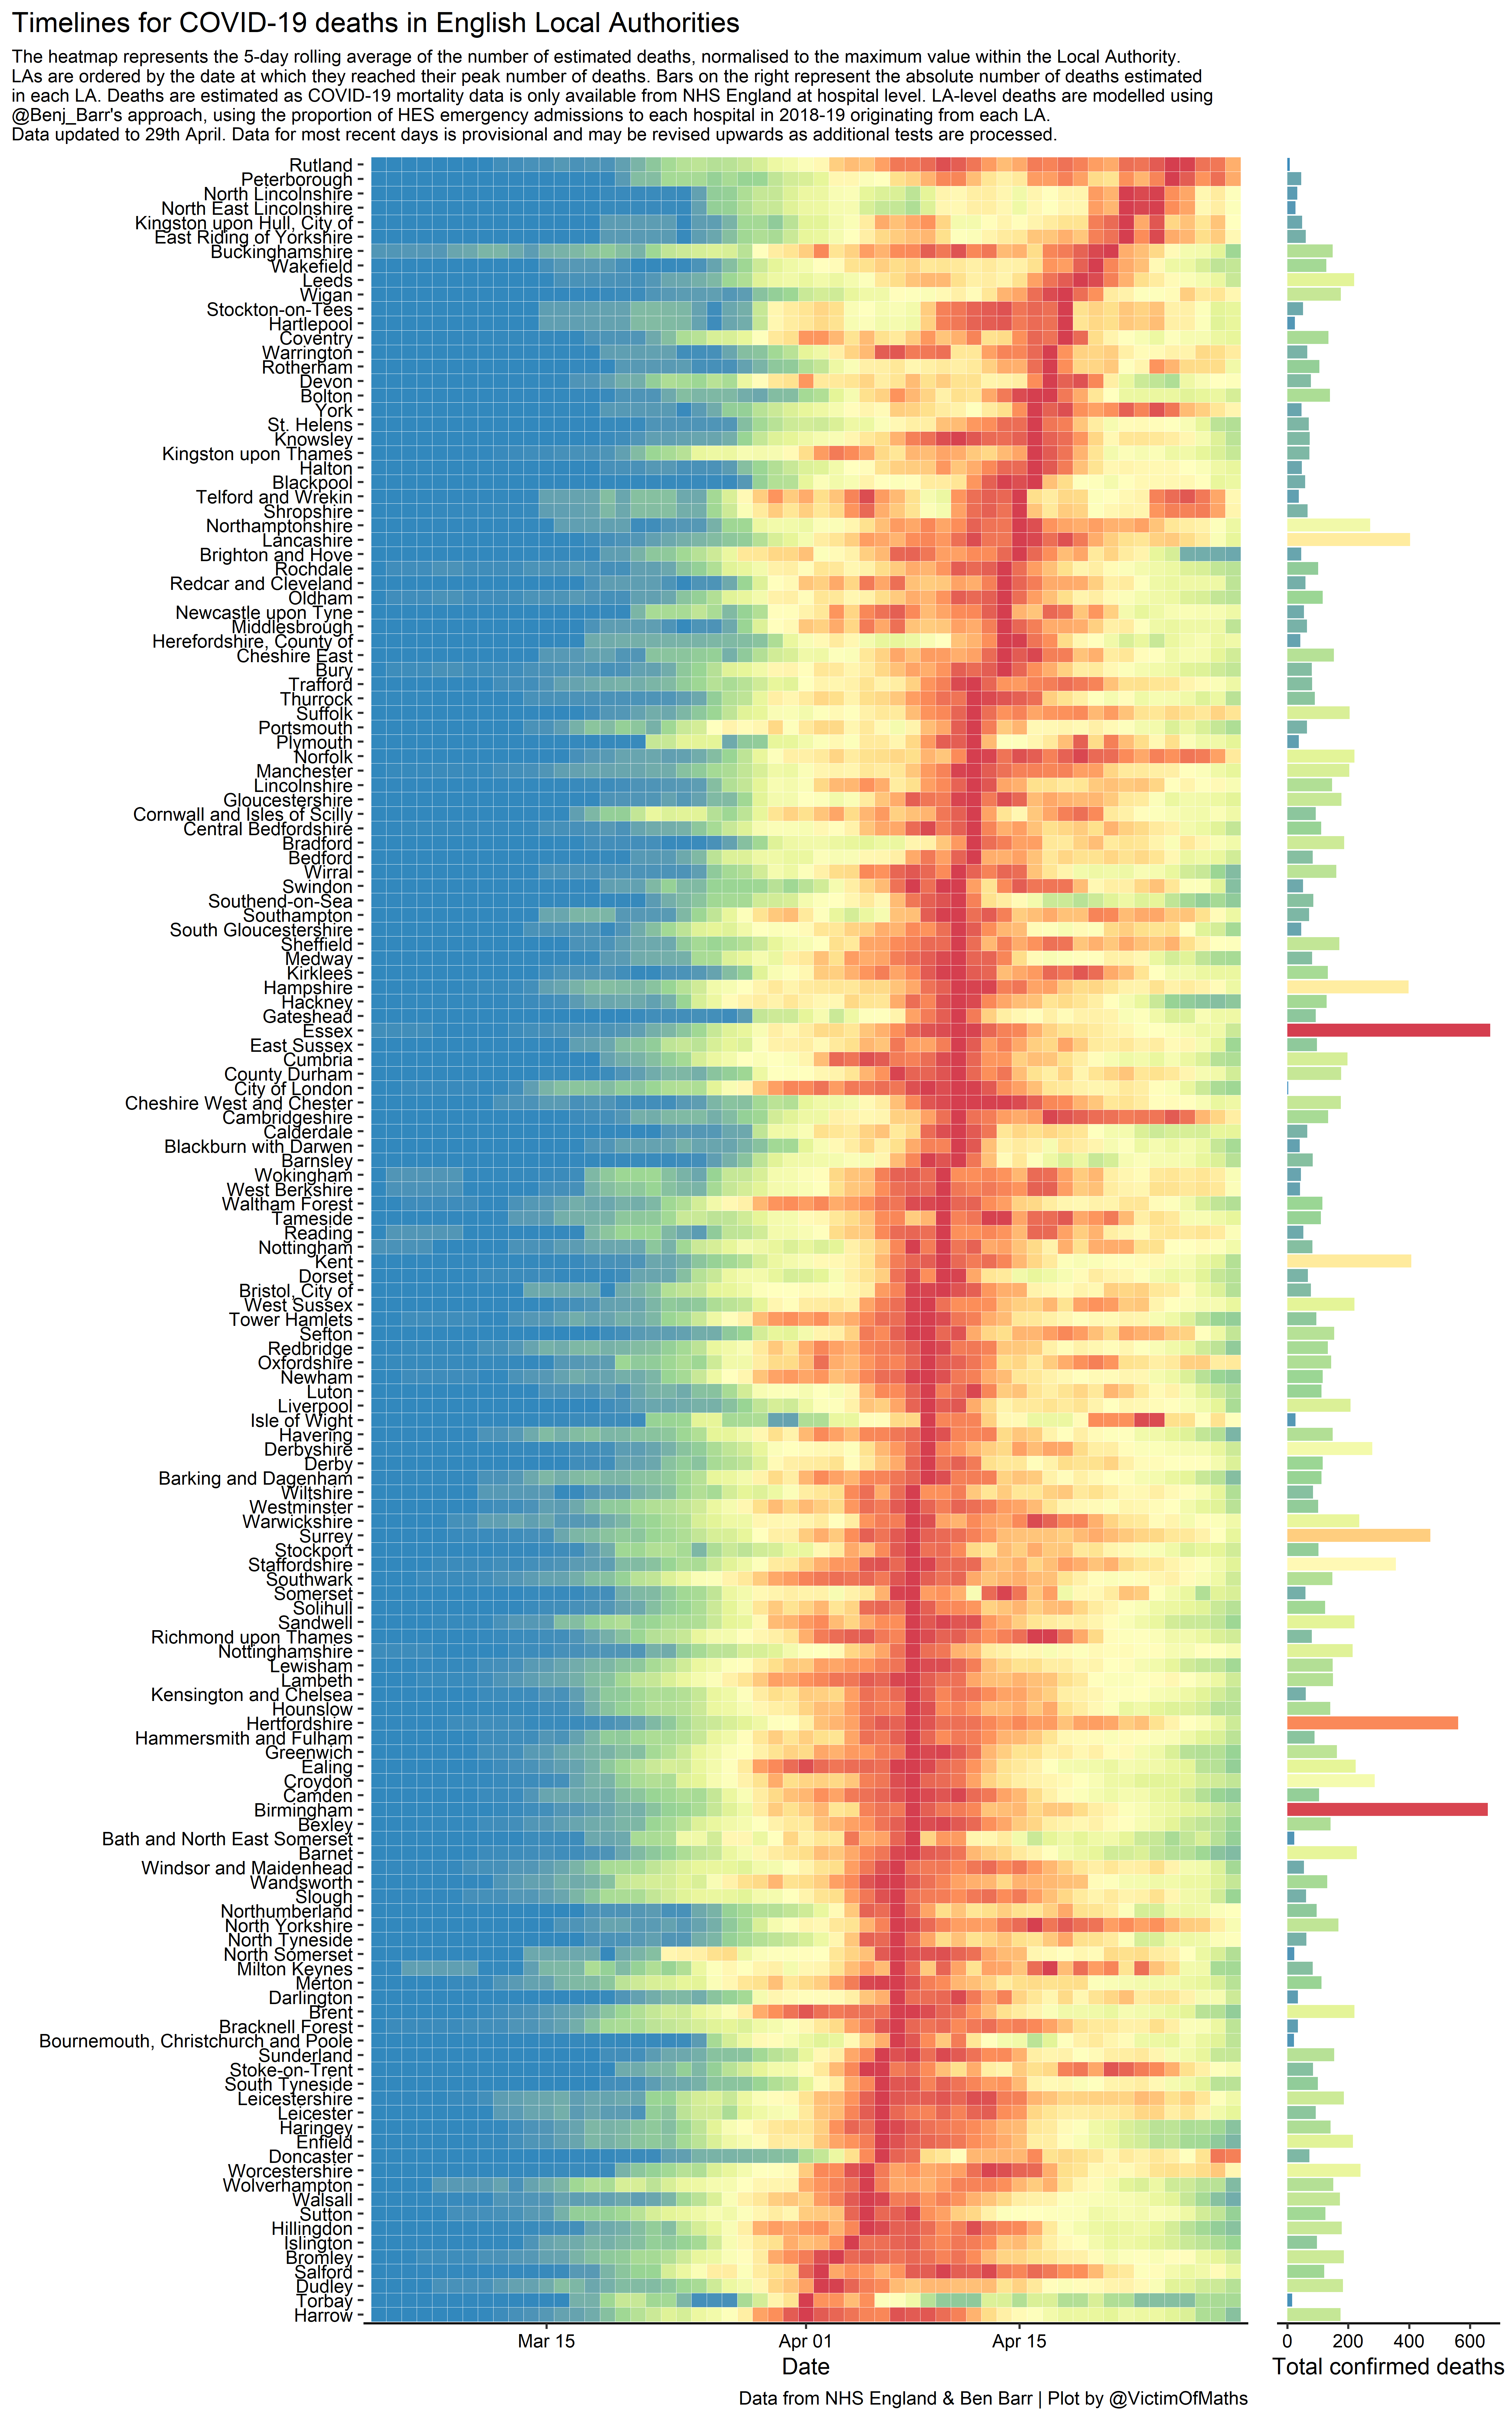 Timelines for COVID-19 deaths in English Local Authorities
The heatmap represents the 5-day rolling average of the number of estimated deaths, normalised to the maximum value within the Local Authority.
LAs are ordered by the date at which they reached their peak number of deaths. Bars on the right represent the absolute number of deaths estimated
in each LA. Deaths are estimated as COVID-19 mortality data is only available from NHS England at hospital level. LA-level deaths are modelled using
@Benj_Barr's approach, using the proportion of HES emergency admissions to each hospital in 2018-19 originating from each LA.
Data updated to 29th April. Data for most recent days is provisional and may be revised upwards as additional tests are processed.
Rutland
Peterborough
North Lincolnshire
North East Lincolnshire
Kingston upon Hull, City of
East Riding of Yorkshire
Buckinghamshire
Wakefield
Leeds
Wigan
Stockton-on-Tees
Hartlepool
Coventry
Warrington
Rotherham
Devon
Bolton
York
St. Helens
Knowsley
Kingston upon Thames
Halton
Blackpool
Telford and Wrekin
Shropshire
Northamptonshire
Lancashire
Brighton and Hove
Rochdale
Redcar and Cleveland
Oldham
Newcastle upon Tyne
Middlesbrough
Herefordshire, County of
Cheshire East
Bury
Trafford
Thurrock
Suffolk
Portsmouth
Plymouth
Norfolk
Manchester
Lincolnshire
Gloucestershire
Cornwall and Isles of Scilly
Central Bedfordshire
Bradford
Bedford
Wirral
Swindon
Southend-on-Sea
Southampton
South Gloucestershire
Sheffield
Medway
Kirklees
Hampshire
Hackney
Gateshead
Essex
East Sussex
Cumbria
County Durham
City of London
Cheshire West and Chester
Cambridgeshire
Calderdale
Blackburn with Darwen
Barnsley
Wokingham
West Berkshire
Waltham Forest
Tameside
Reading
Nottingham
Kent
Dorset
Bristol, City of
West Sussex
Tower Hamlets
Sefton
Redbridge
Oxfordshire
Newham
Luton
Liverpool
Isle of Wight
Havering
Derbyshire
Derby
Barking and Dagenham
Wiltshire
Westminster
Warwickshire
Surrey
Stockport
Staffordshire
Southwark
Somerset
Solihull
Sandwell
Richmond upon Thames
Nottinghamshire
Lewisham
Lambeth
Kensington and Chelsea
Hounslow
Hertfordshire
Hammersmith and Fulham
Greenwich
Ealing
Croydon
Camden
Birmingham
Bexley
Bath and North East Somerset
Barnet
Windsor and Maidenhead
Wandsworth
Slough
Northumberland
North Yorkshire
North Tyneside
North Somerset
Milton Keynes
Merton
Darlington
Brent
Bracknell Forest
Bournemouth, Christchurch and Poole
Sunderland
Stoke-on-Trent
South Tyneside
Leicestershire
Leicester
Haringey
Enfield
Doncaster
Worcestershire
Wolverhampton
Walsall
Sutton
Hillingdon
Islington
Bromley
Salford
Dudley
Torbay
Harrow
Mar 15 Apr 01 Apr 15 0 200 400 600
Date Total confirmed deaths
Data from NHS England & Ben Barr | Plot by @VictimOfMaths